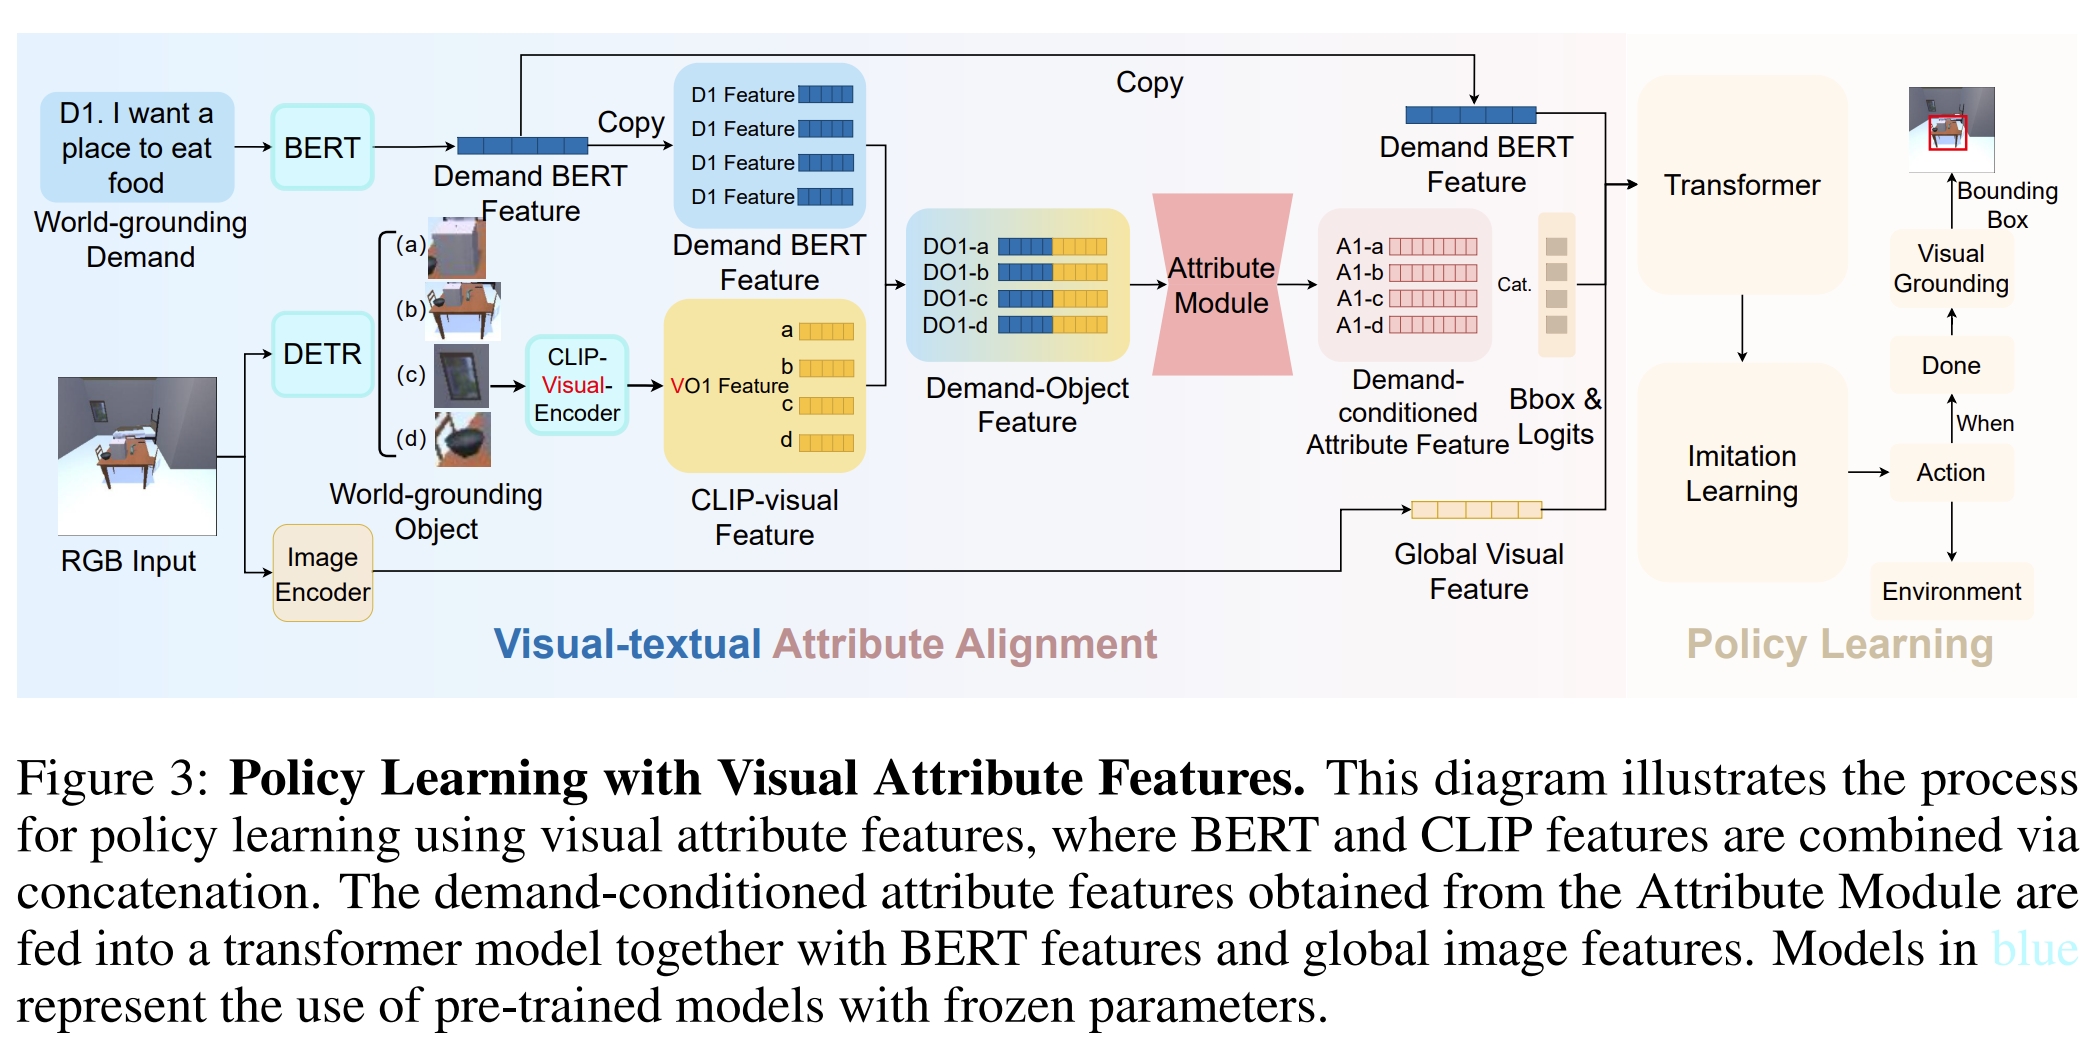 D1. I want a
place to eat
food
World-grounding
Demand
BERT
Demand BERT
Feature
Copy
D1 Feature
D1 Feature
D1 Feature
D1 Feature
Demand BERT
Feature
Copy
Demand BERT
Feature
RGB Input
DETR
(a)
(b)
(c)
(d)
World-grounding
Object
CLIP-
Visual-
Encoder
a
b
VO1 Feature
c
d
CLIP-visual
Feature
DO1-a
DO1-b
DO1-c
DO1-d
Demand-Object
Feature
Attribute
Module
A1-a
A1-b
A1-c
A1-d
Demand-
conditioned
Attribute Feature
Cat.
Bbox &
Logits
Image
Encoder
Global Visual
Feature
Visual-textual Attribute Alignment
Transformer
Imitation
Learning
Bounding
Box
Visual
Grounding
Done
When
Action
Environment
Policy Learning
Figure 3: Policy Learning with Visual Attribute Features. This diagram illustrates the process
for policy learning using visual attribute features, where BERT and CLIP features are combined via
concatenation. The demand-conditioned attribute features obtained from the Attribute Module are
fed into a transformer model together with BERT features and global image features. Models in blue
represent the use of pre-trained models with frozen parameters.